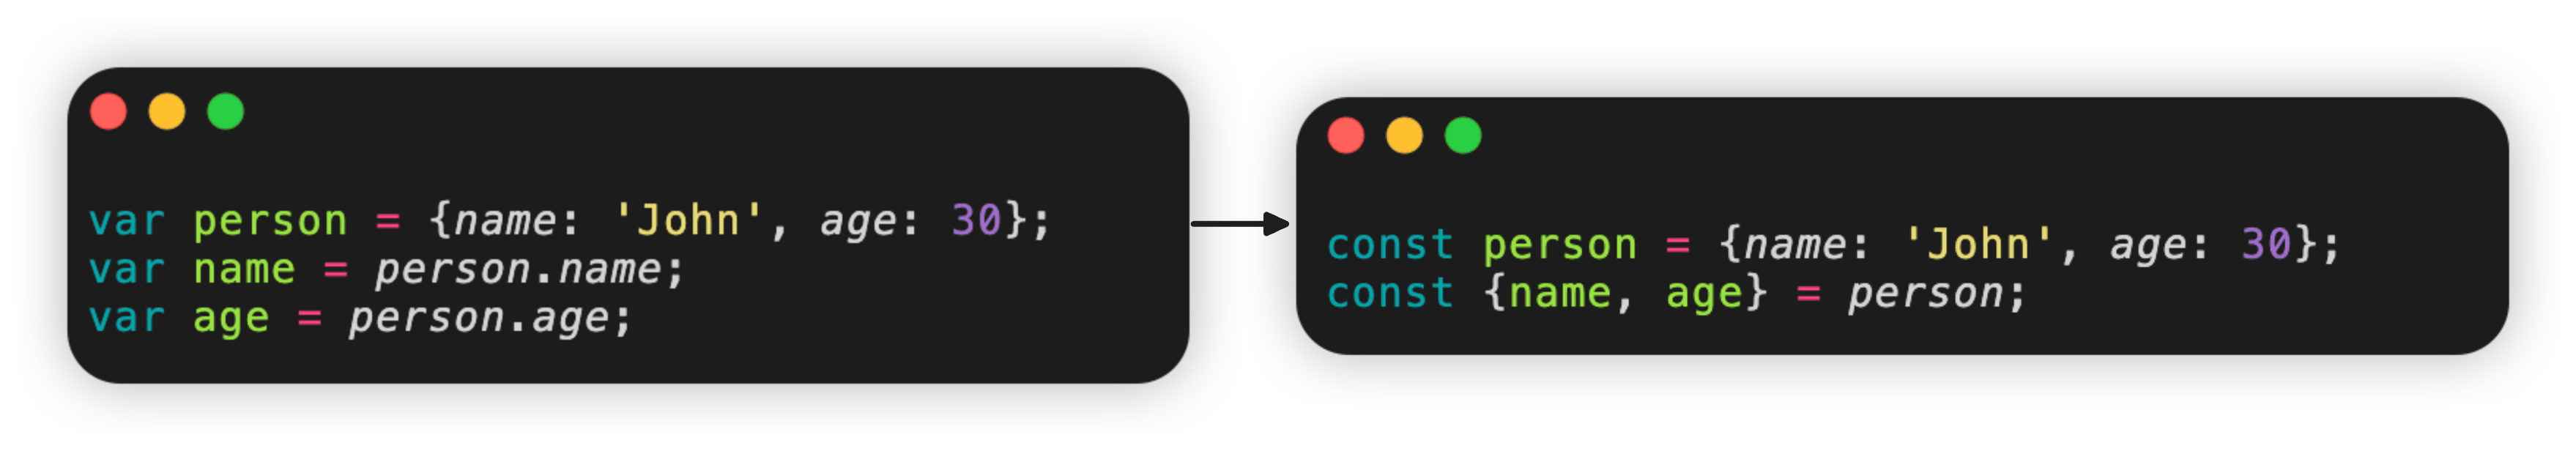 var person = {name: 'John', age: 30};
var name = person.name;
var age = person.age;
const person = {name: 'John', age: 30};
const {name, age} = person;